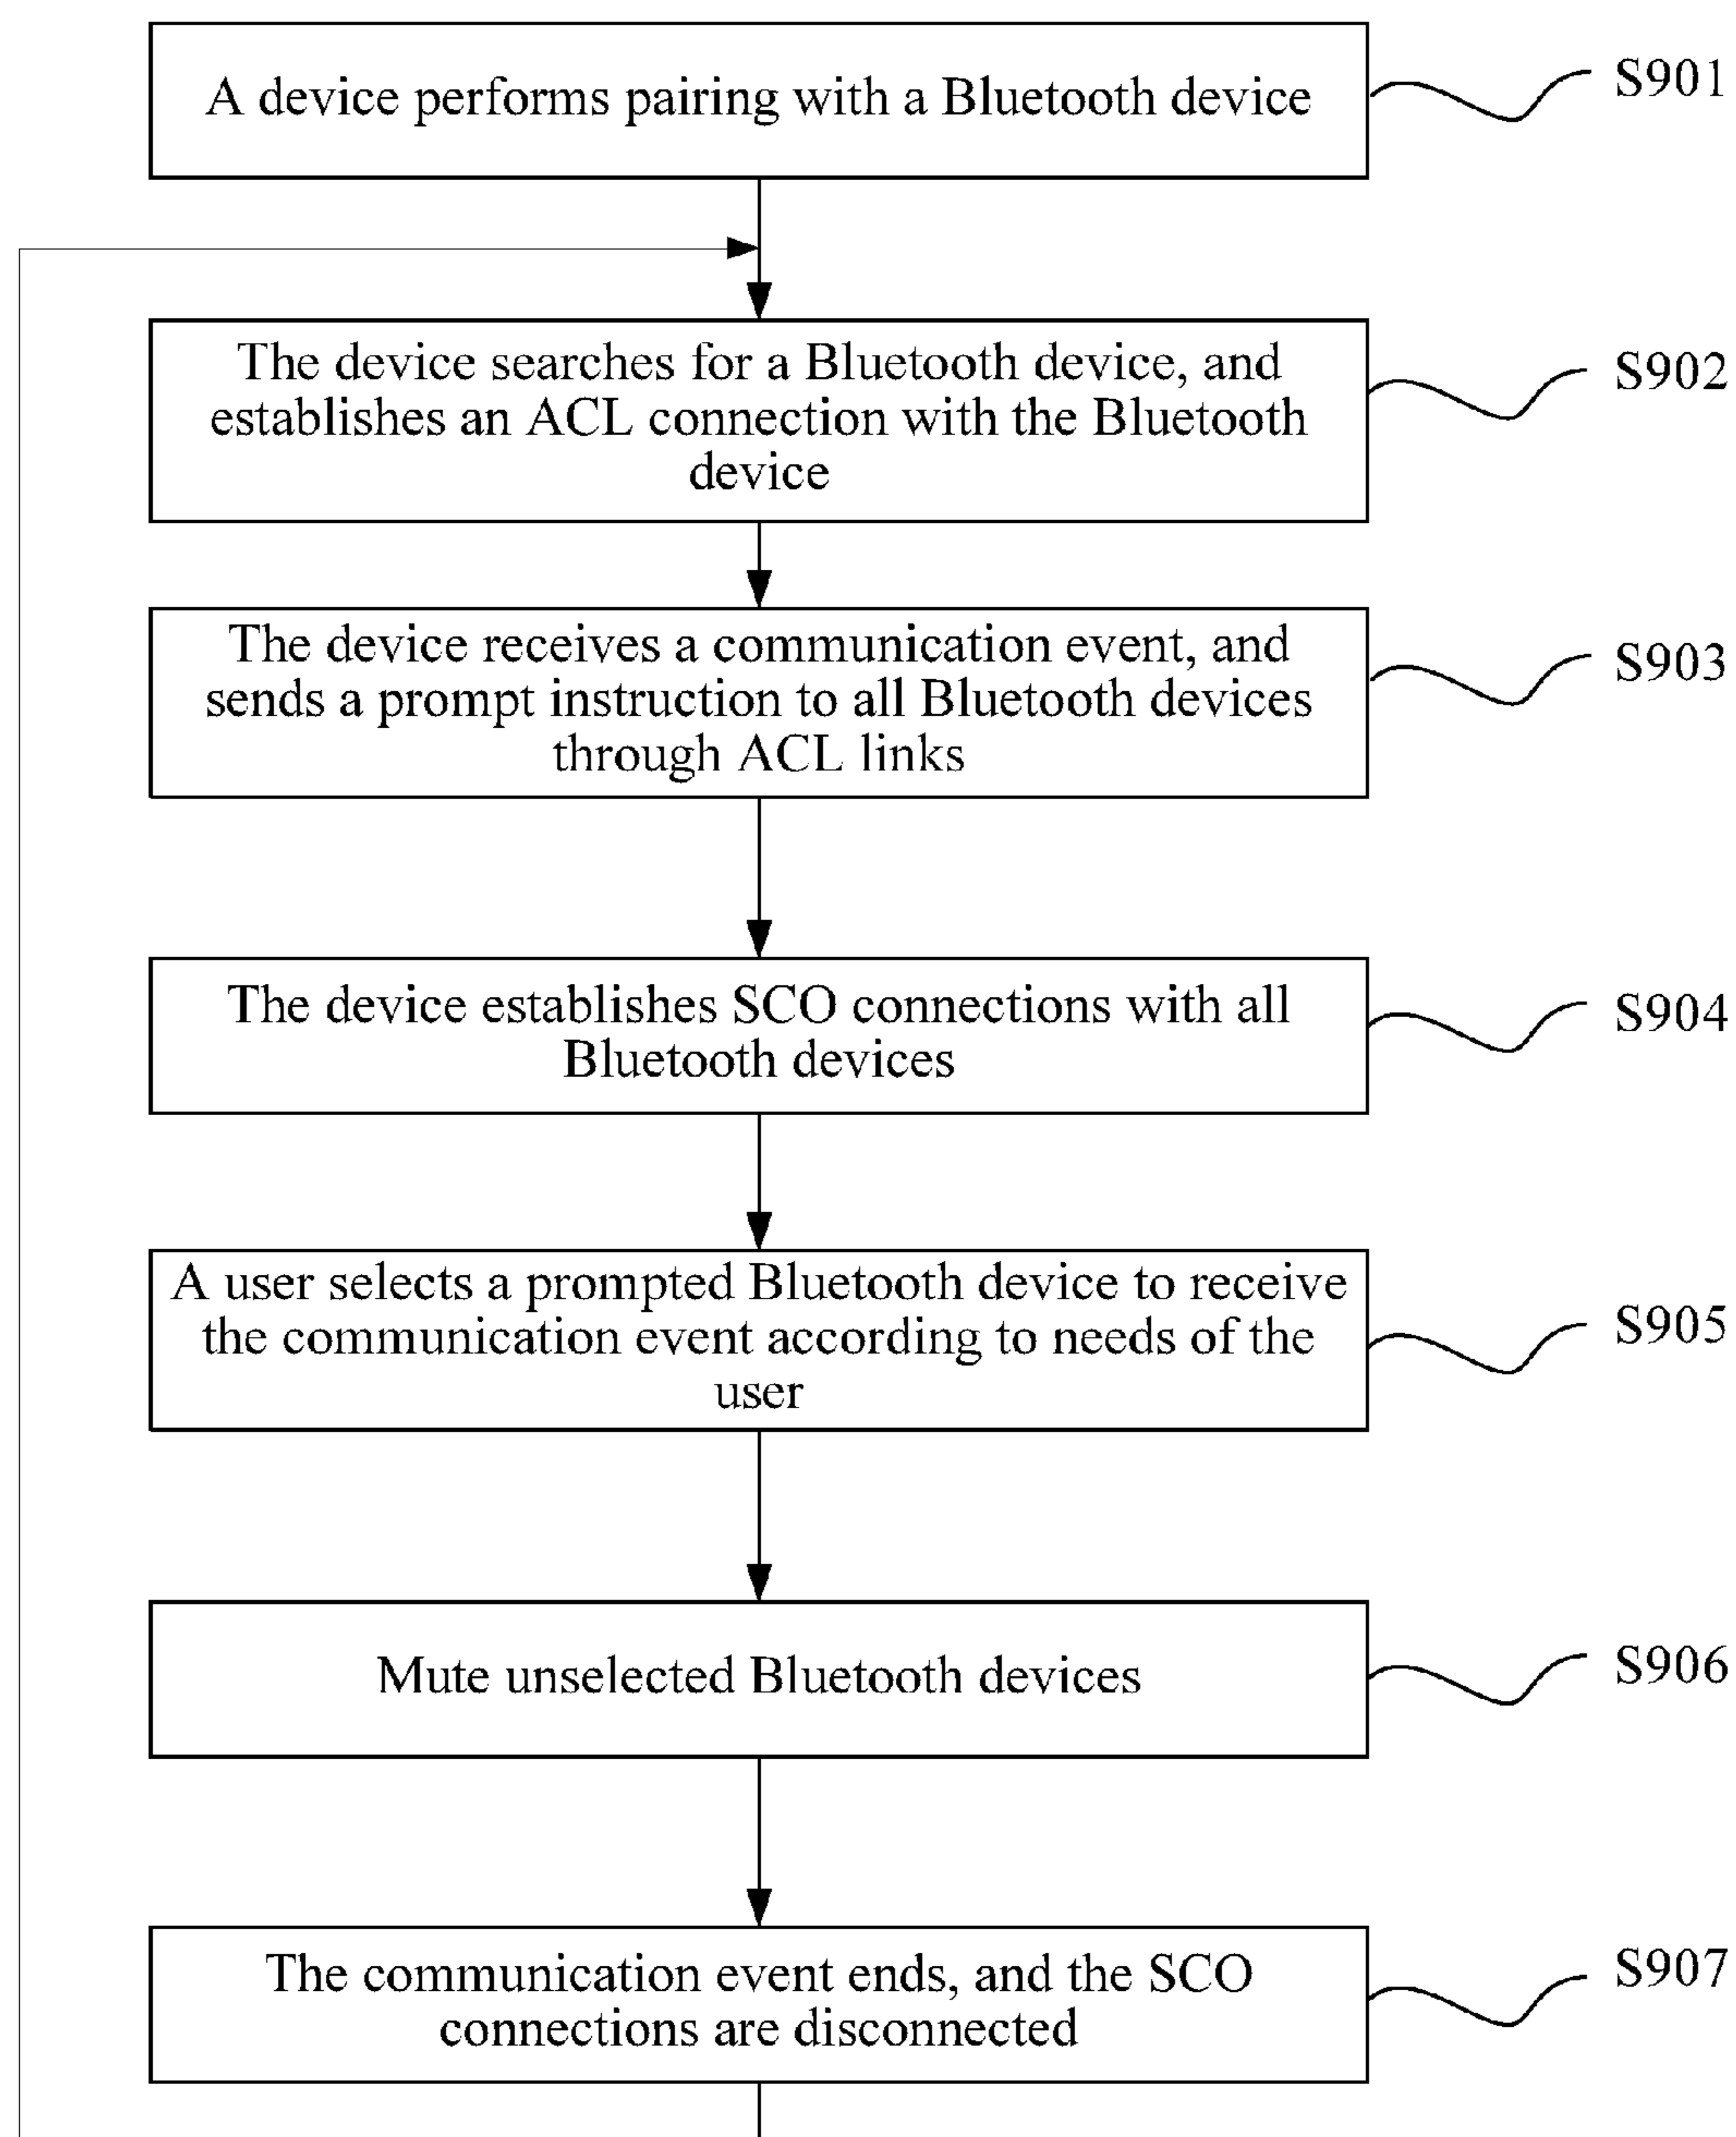 A device performs pairing with a Bluetooth device
S901
The device searches for a Bluetooth device, and
establishes an ACL connection with the Bluetooth
device
S902
The device receives a communication event, and
sends a prompt instruction to all Bluetooth devices
through ACL links
S903
The device establishes SCO connections with all
Bluetooth devices
S904
A user selects a prompted Bluetooth device to receive
the communication event according to needs of the
user
S905
Mute unselected Bluetooth devices
S906
The communication event ends, and the SCO
connections are disconnected
S907